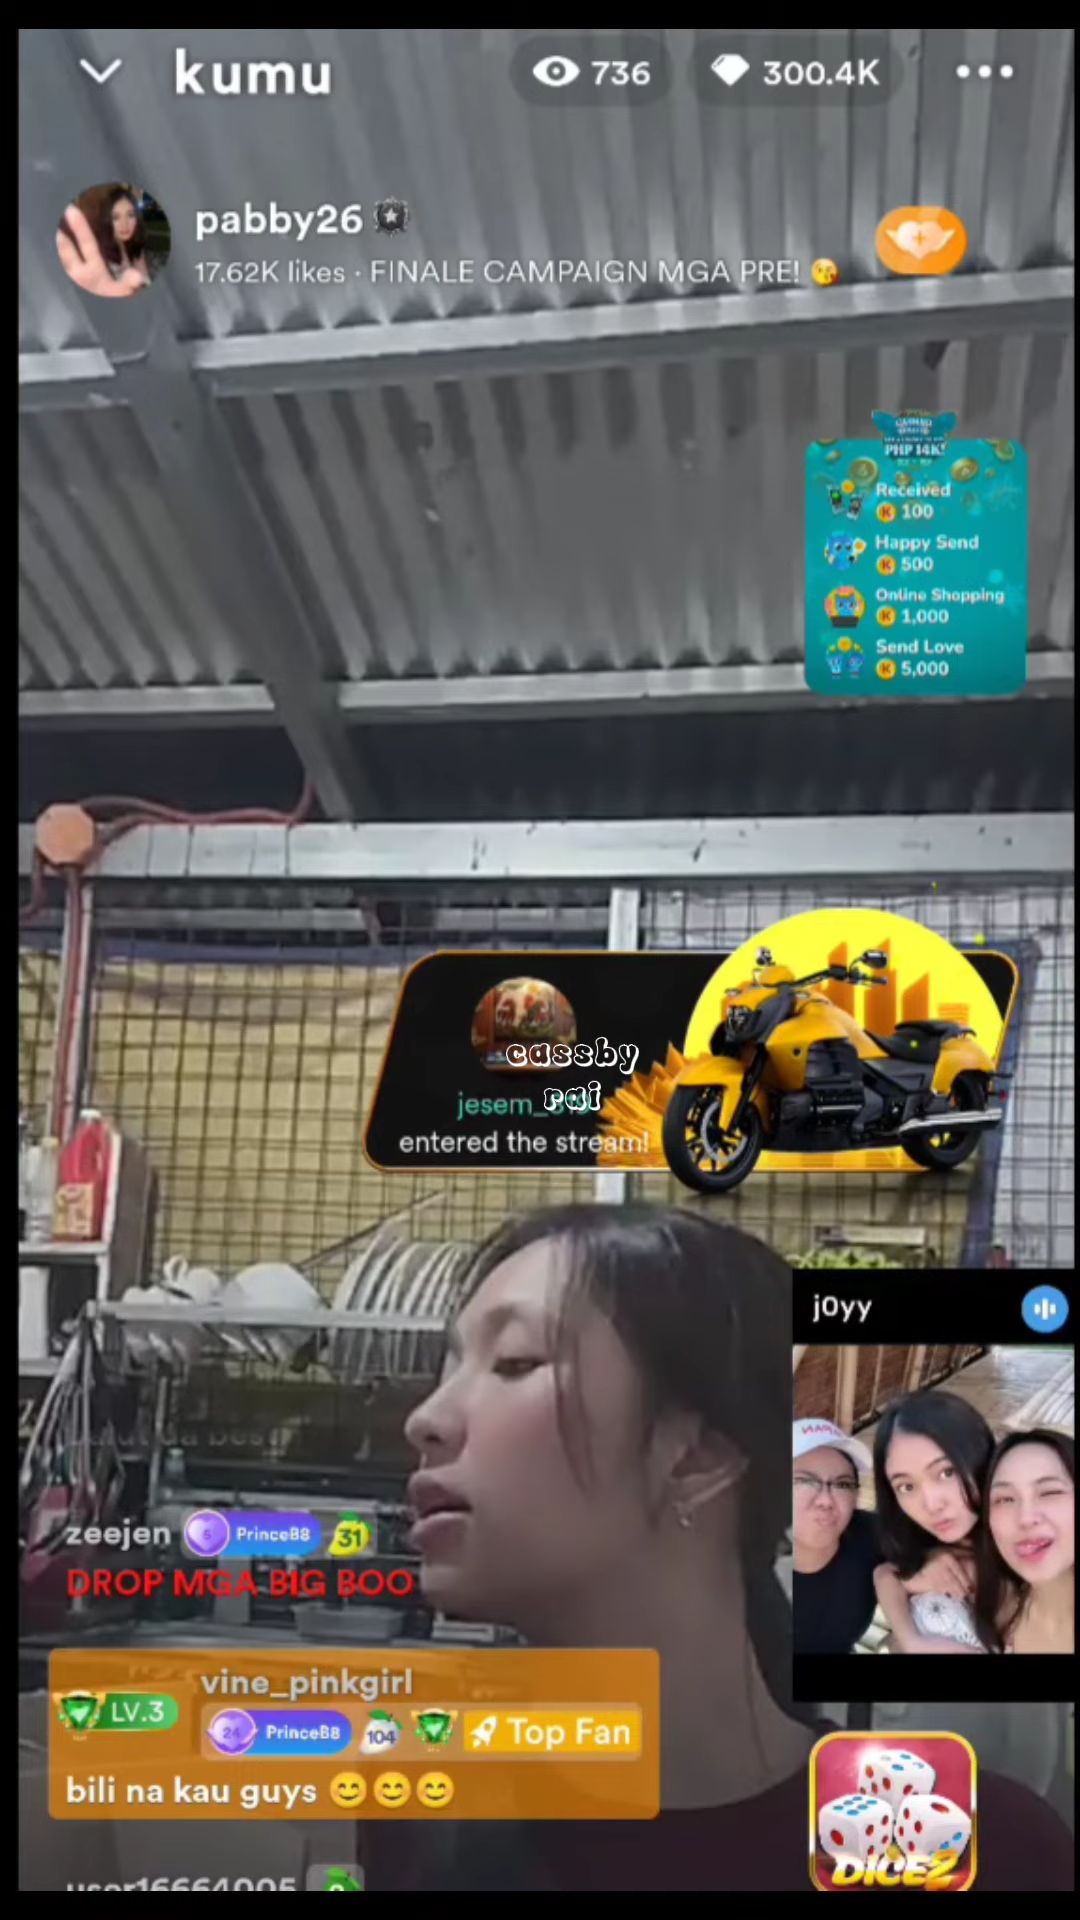 kumu 736 300.4K
pabby26
17.62K likes · FINALE CAMPAIGN MGA PRE! 😘
PHP 14K!
Received
K 100
Happy Send
K 500
Online Shopping
K 1,000
Send Love
K 5,000
cassby
rai
entered the stream!
j0yy
zeejen 5 PrinceB8 31
DROP MGA BIG BOO
vine_pinkgirl
LV.3
24 PrinceB8 104 Top Fan
bili na kau guys 😊😊😊
DICE2